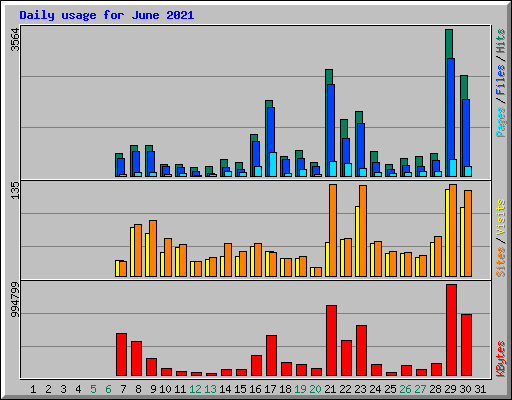 Daily usage for June 2021
3564
Pages / Files / Hits
135
Sites / Visits
994799
KBytes
1 2 3 4 5 6 7 8 9 10 11 12 13 14 15 16 17 18 19 20 21 22 23 24 25 26 27 28 29 30 31